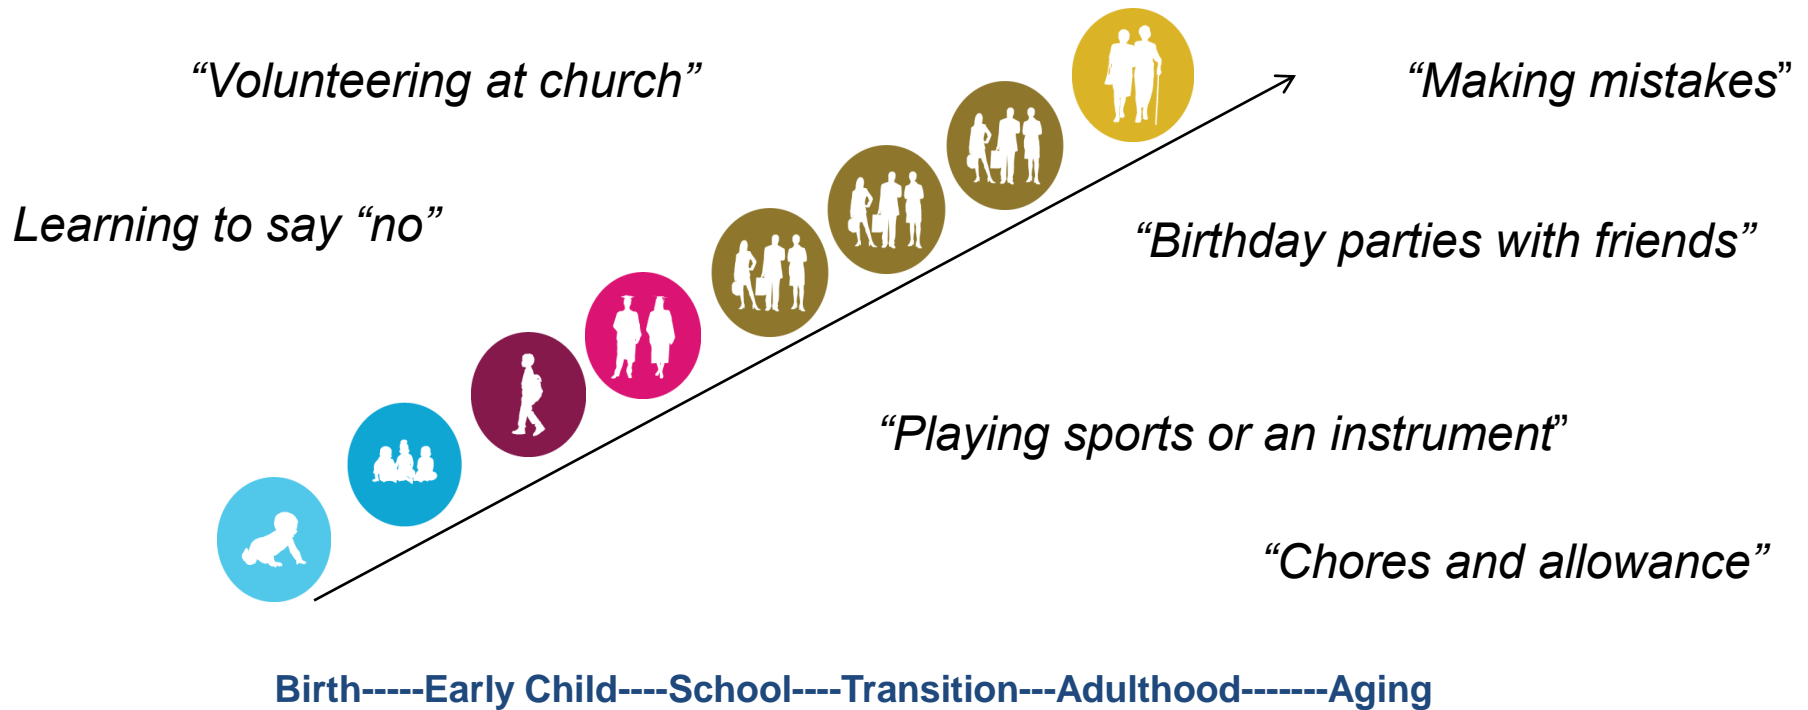 “Volunteering at church”
“Making mistakes”
Learning to say “no”
“Birthday parties with friends”
“Playing sports or an instrument”
“Chores and allowance”
Birth-----Early Child----School----Transition---Adulthood-------Aging